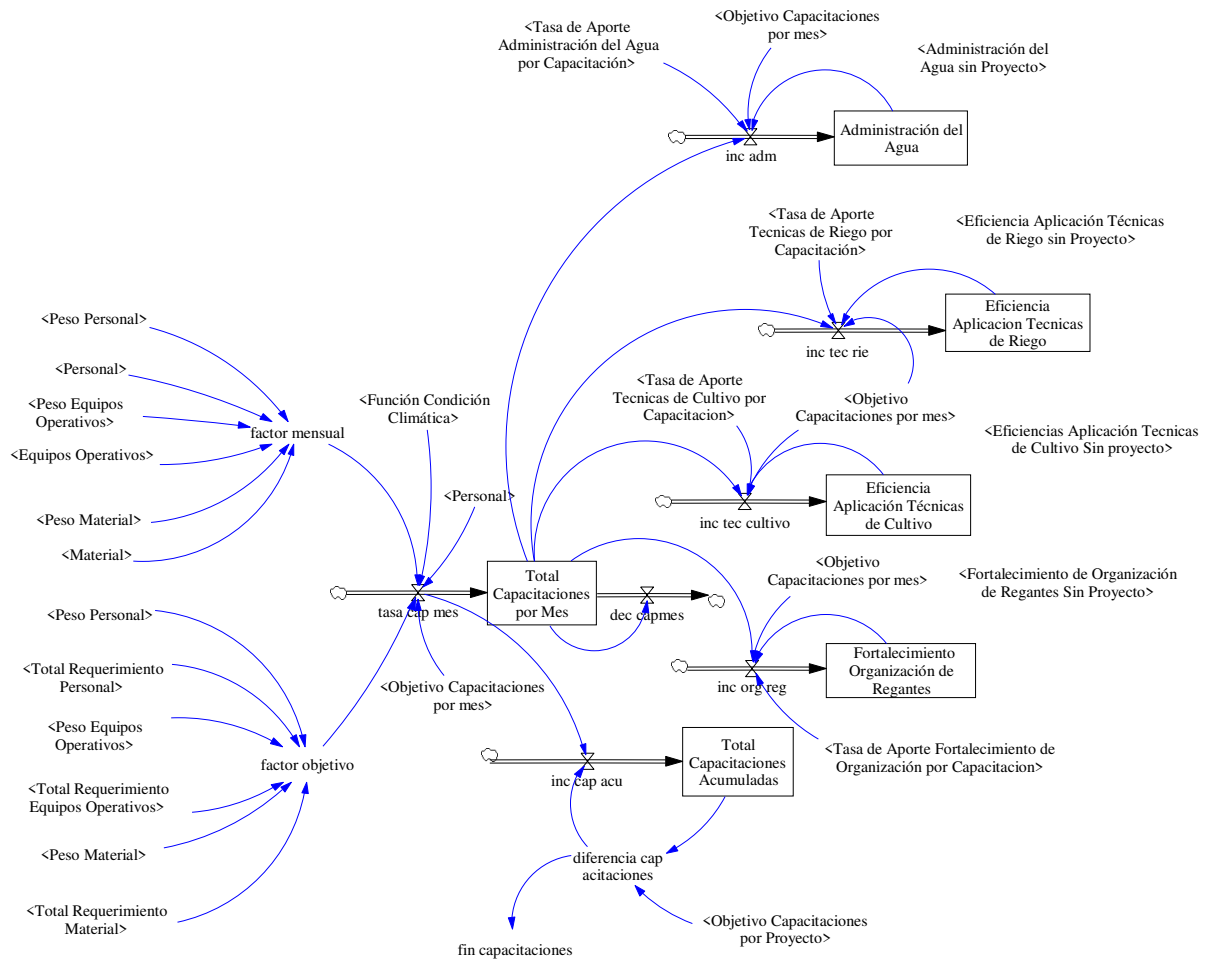 <Tasa de Aporte
Administración del Agua
por Capacitación>
<Objetivo Capacitaciones
por mes>
<Administración del
Agua sin Proyecto>
Administración del
Agua
inc adm
<Tasa de Aporte
Tecnicas de Riego por
Capacitación>
<Eficiencia Aplicación Técnicas
de Riego sin Proyecto>
Eficiencia
Aplicacion Tecnicas
de Riego
inc tec rie
<Peso Personal>
<Personal>
<Peso Equipos
Operativos>
factor mensual
<Equipos Operativos>
<Peso Material>
<Material>
<Función Condición
Climática>
<Tasa de Aporte
Tecnicas de Cultivo por
Capacitacion>
<Objetivo
Capacitaciones por mes>
<Eficiencias Aplicación Tecnicas
de Cultivo Sin proyecto>
<Personal>
Eficiencia
Aplicación Técnicas
de Cultivo
inc tec cultivo
<Objetivo
Capacitaciones por mes>
<Fortalecimiento de Organización
de Regantes Sin Proyecto>
Total
Capacitaciones
por Mes
tasa cap mes
dec capmes
<Peso Personal>
<Total Requerimiento
Personal>
<Peso Equipos
Operativos>
factor objetivo
<Total Requerimiento
Equipos Operativos>
<Peso Material>
<Total Requerimiento
Material>
<Objetivo Capacitaciones
por mes>
Fortalecimiento
Organización de
Regantes
inc org reg
<Tasa de Aporte Fortalecimiento de
Organización por Capacitacion>
Total
Capacitaciones
Acumuladas
inc cap acu
diferencia cap
acitaciones
<Objetivo Capacitaciones
por Proyecto>
fin capacitaciones